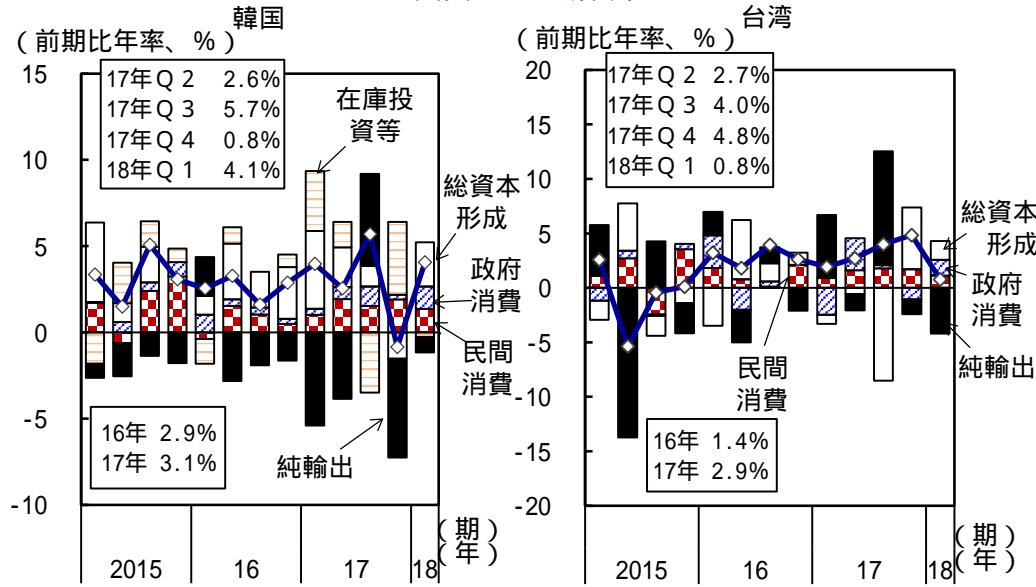 韓国
(前期比年率、%)
15
10
5
0
-5
-10
17年Q2 2.6%
17年Q3 5.7%
17年Q4 0.8%
18年Q1 4.1%
在庫投
資等
総資本
形成
政府
消費
民間
消費
純輸出
16年 2.9%
17年 3.1%
(期)
(年)
2015
16
17
18
台湾
(前期比年率、%)
20
15
10
5
0
-5
-10
-15
-20
17年Q2 2.7%
17年Q3 4.0%
17年Q4 4.8%
18年Q1 0.8%
総資本
形成
政府
消費
純輸出
民間
消費
16年 1.4%
17年 2.9%
(期)
(年)
2015
16
17
18